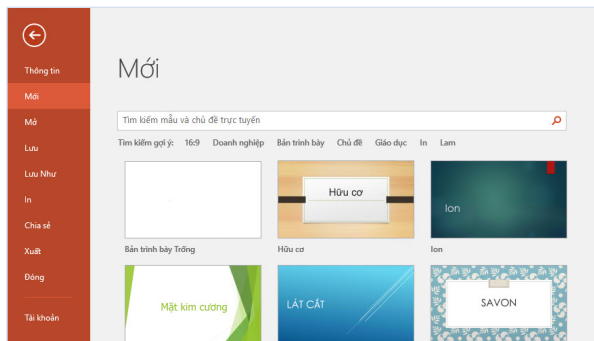 Thông tin
Mới
Mở
Lưu
Lưu Như
In
Chia sẻ
Xuất
Đóng
Tài khoản
Mới
Tìm kiếm mẫu và chủ đề trực tuyến
Tìm kiếm gợi ý: 16:9 Doanh nghiệp Bản trình bày Chủ đề Giáo dục In Lam
Hữu cơ
Ion
Bản trình bày Trống Hữu cơ Ion
Mặt kim cương
LÁT CẮT
SAVON